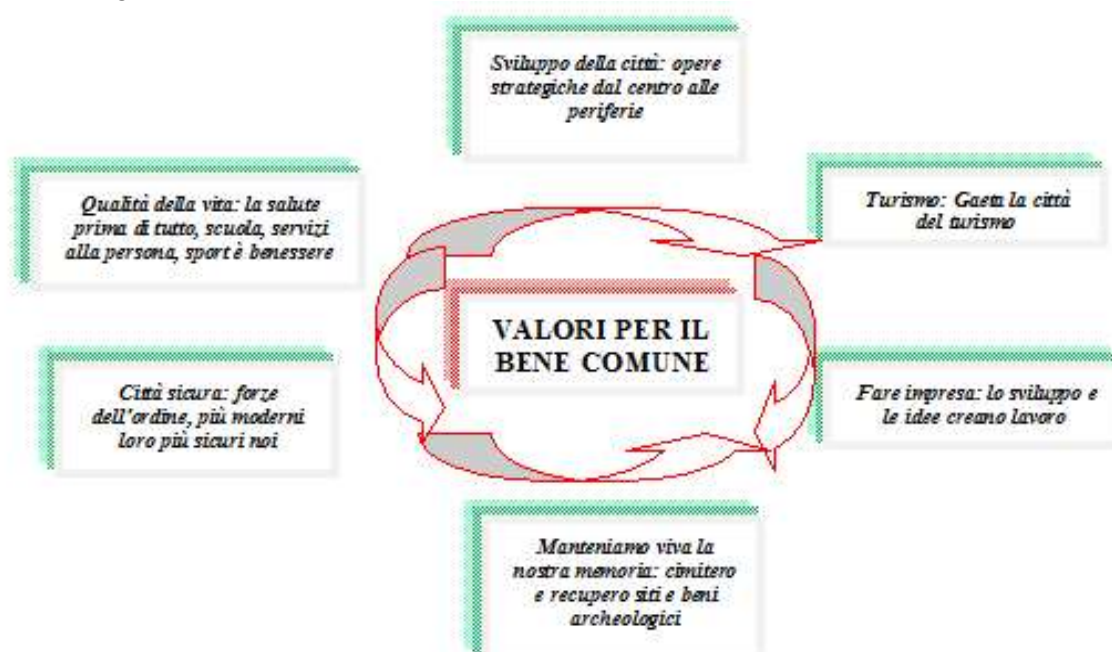 Sviluppo della città: opere
strategiche dal centro alle
periferie
Qualità della vita: la salute
prima di tutto, scuola, servizi
alla persona, sport è benessere
Turismo: Gaeta la città
del turismo
VALORI PER IL
BENE COMUNE
Città sicura: forze
dell'ordine, più moderni
loro più sicuri noi
Fare impresa: lo sviluppo e
le idee creano lavoro
Manteniamo viva la
nostra memoria: cimitero
e recupero siti e beni
archeologici